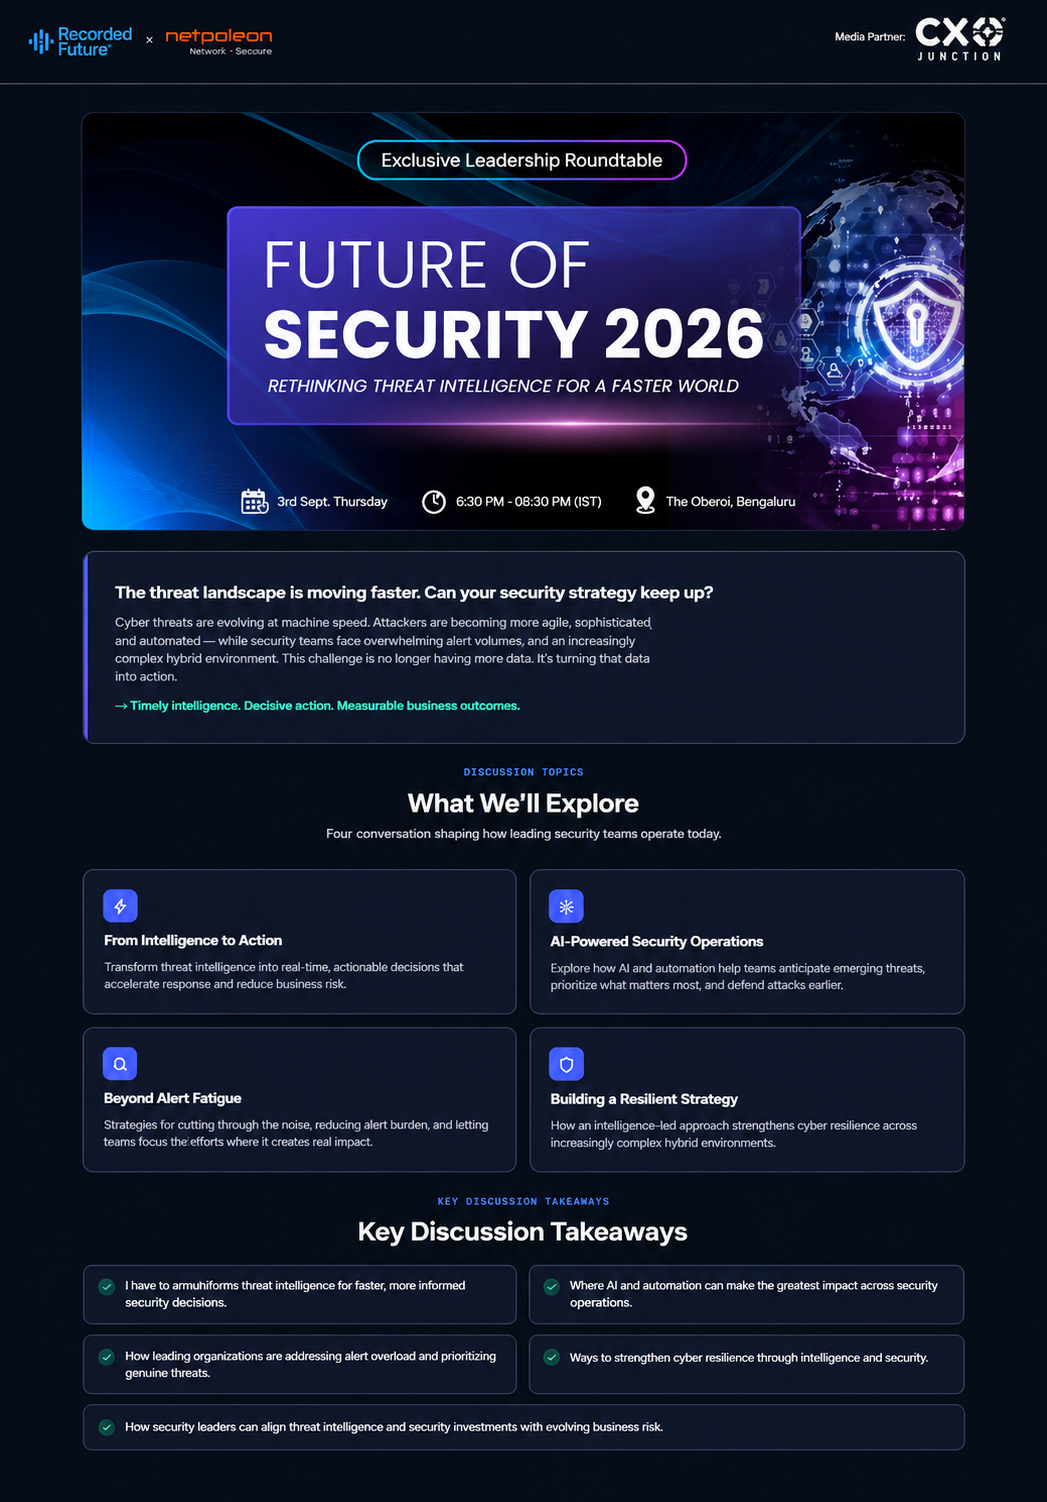 Recorded
Future®
×
netpoleon
Network - Secure
Media Partner:
CXO
JUNCTION
Exclusive Leadership Roundtable
FUTURE OF
SECURITY 2026
RETHINKING THREAT INTELLIGENCE FOR A FASTER WORLD
3rd Sept. Thursday
6:30 PM - 08:30 PM (IST)
The Oberoi, Bengaluru
The threat landscape is moving faster. Can your security strategy keep up?
Cyber threats are evolving at machine speed. Attackers are becoming more agile, sophisticated,
and automated — while security teams face overwhelming alert volumes, and an increasingly
complex hybrid environment. This challenge is no longer having more data. It's turning that data
into action.
→ Timely intelligence. Decisive action. Measurable business outcomes.
DISCUSSION TOPICS
What We'll Explore
Four conversation shaping how leading security teams operate today.
From Intelligence to Action
Transform threat intelligence into real-time, actionable decisions that
accelerate response and reduce business risk.
AI-Powered Security Operations
Explore how AI and automation help teams anticipate emerging threats,
prioritize what matters most, and defend attacks earlier.
Beyond Alert Fatigue
Strategies for cutting through the noise, reducing alert burden, and letting
teams focus the efforts where it creates real impact.
Building a Resilient Strategy
How an intelligence-led approach strengthens cyber resilience across
increasingly complex hybrid environments.
KEY DISCUSSION TAKEAWAYS
Key Discussion Takeaways
I have to armuhiforms threat intelligence for faster, more informed
security decisions.
Where AI and automation can make the greatest impact across security
operations.
How leading organizations are addressing alert overload and prioritizing
genuine threats.
Ways to strengthen cyber resilience through intelligence and security.
How security leaders can align threat intelligence and security investments with evolving business risk.